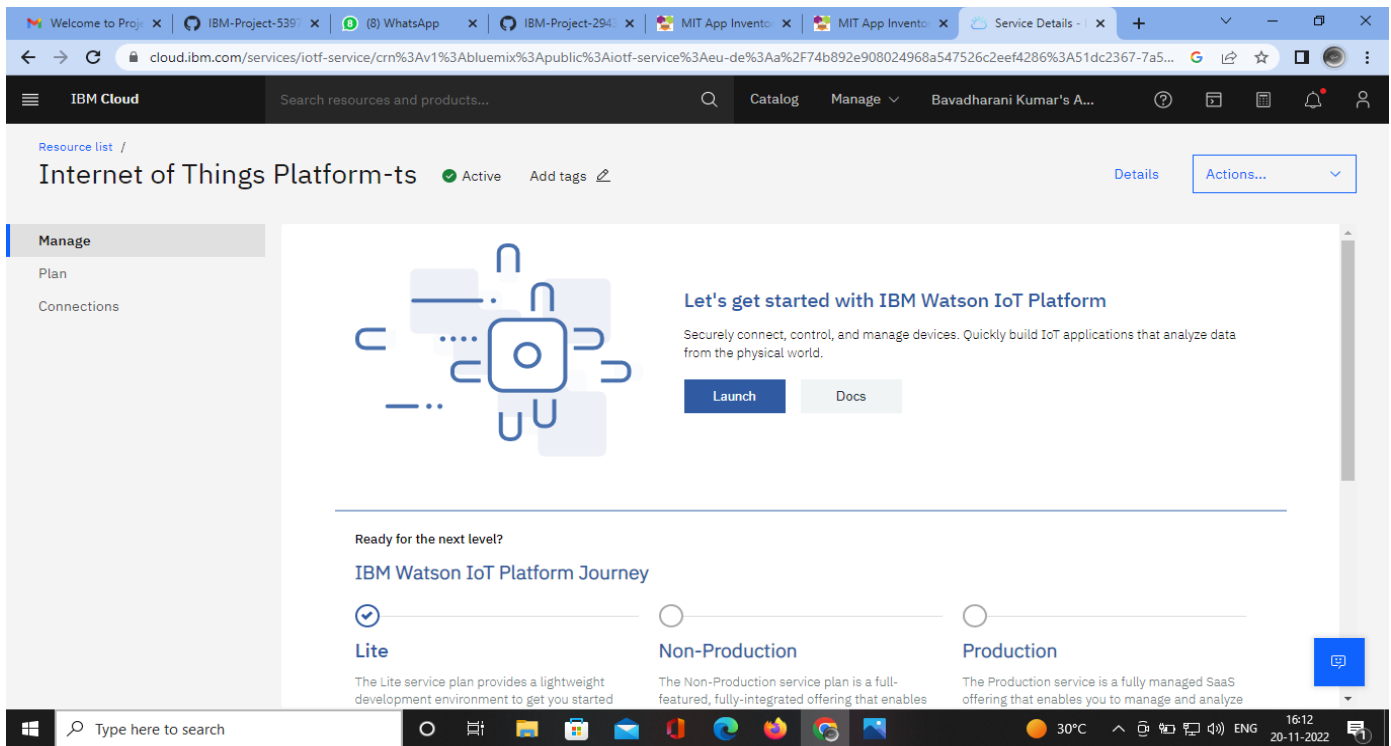 Welcome to Proje
IBM-Project-5397
(8) WhatsApp
IBM-Project-294
MIT App Invento
MIT App Invento
Service Details - I
cloud.ibm.com/services/iotf-service/crn%3Av1%3Abluemix%3Apublic%3Aiotf-service%3Aeu-de%3Aa%2F74b892e908024968a547526c2eef4286%3A51dc2367-7a5...
IBM Cloud
Search resources and products...
Catalog
Manage
Bavadharani Kumar's A...
Resource list /
Internet of Things Platform-ts
Active
Add tags
Details
Actions...
Manage
Plan
Connections
Let's get started with IBM Watson IoT Platform
Securely connect, control, and manage devices. Quickly build IoT applications that analyze data
from the physical world.
Launch
Docs
Ready for the next level?
IBM Watson IoT Platform Journey
Lite
Non-Production
Production
The Lite service plan provides a lightweight
development environment to get you started
The Non-Production service plan is a full-
featured, fully-integrated offering that enables
The Production service is a fully managed SaaS
offering that enables you to manage and analyze
Type here to search
30°C
ENG
16:12
20-11-2022